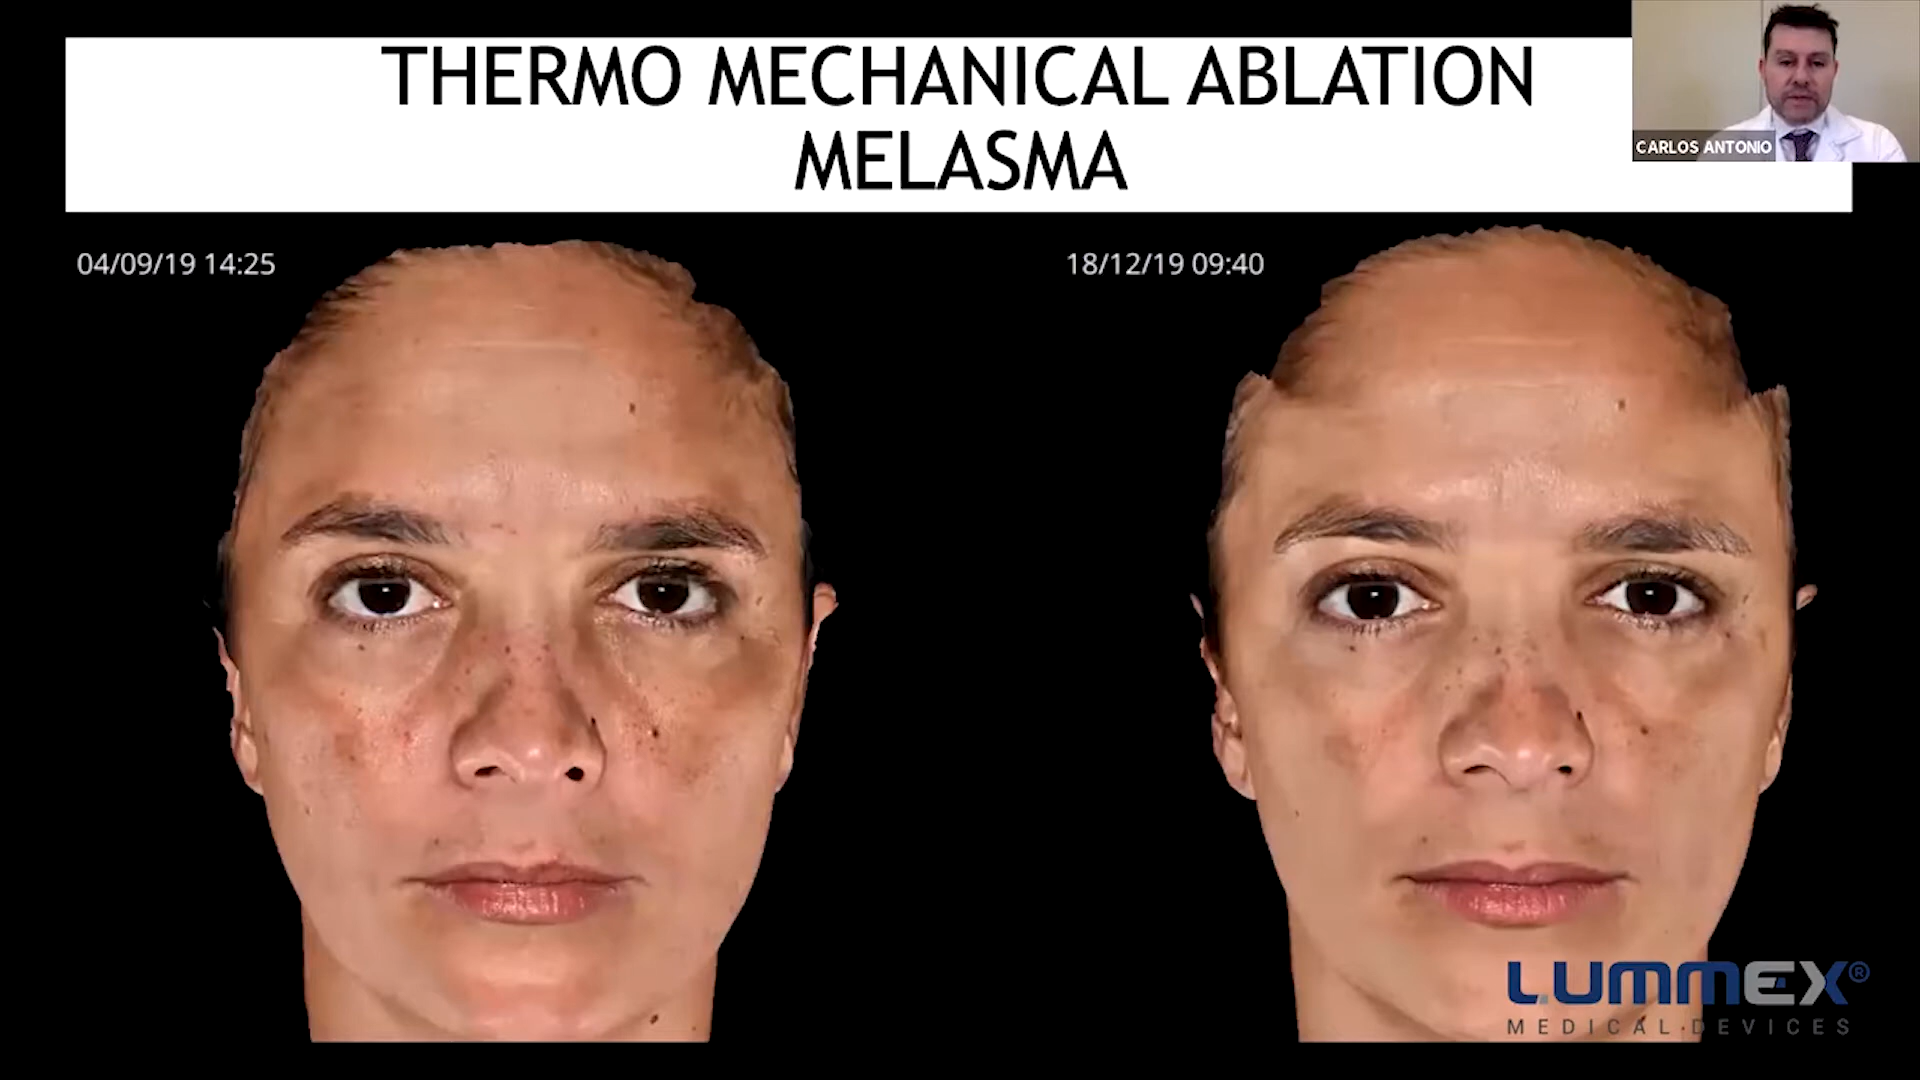 THERMO MECHANICAL ABLATION
MELASMA
CARLOS ANTONIO
04/09/19 14:25
18/12/19 09:40
LUMMEX®
MEDICAL DEVICES